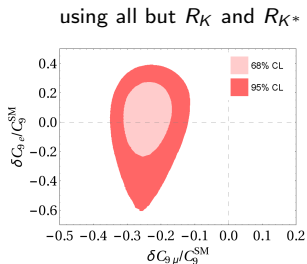 using all but R_K and R_K*
68% CL
95% CL
δC_9 e/C_9^SM
0.4
0.2
0.0
-0.2
-0.4
-0.6
-0.5 -0.4 -0.3 -0.2 -0.1 0.0 0.1 0.2
δC_9 μ/C_9^SM